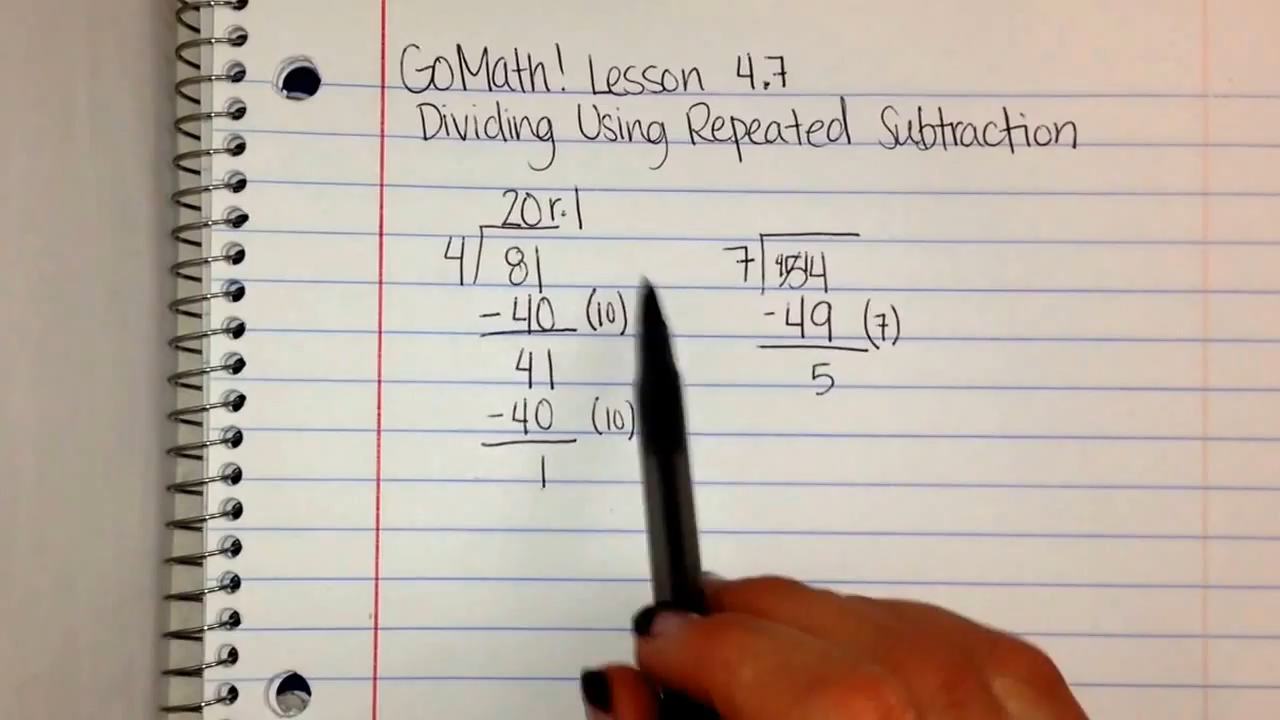 GoMath! Lesson 4.7
Dividing Using Repeated Subtraction
20 r.1
4 81
-40 (10)
41
-40 (10)
1
7 54
-49 (7)
5